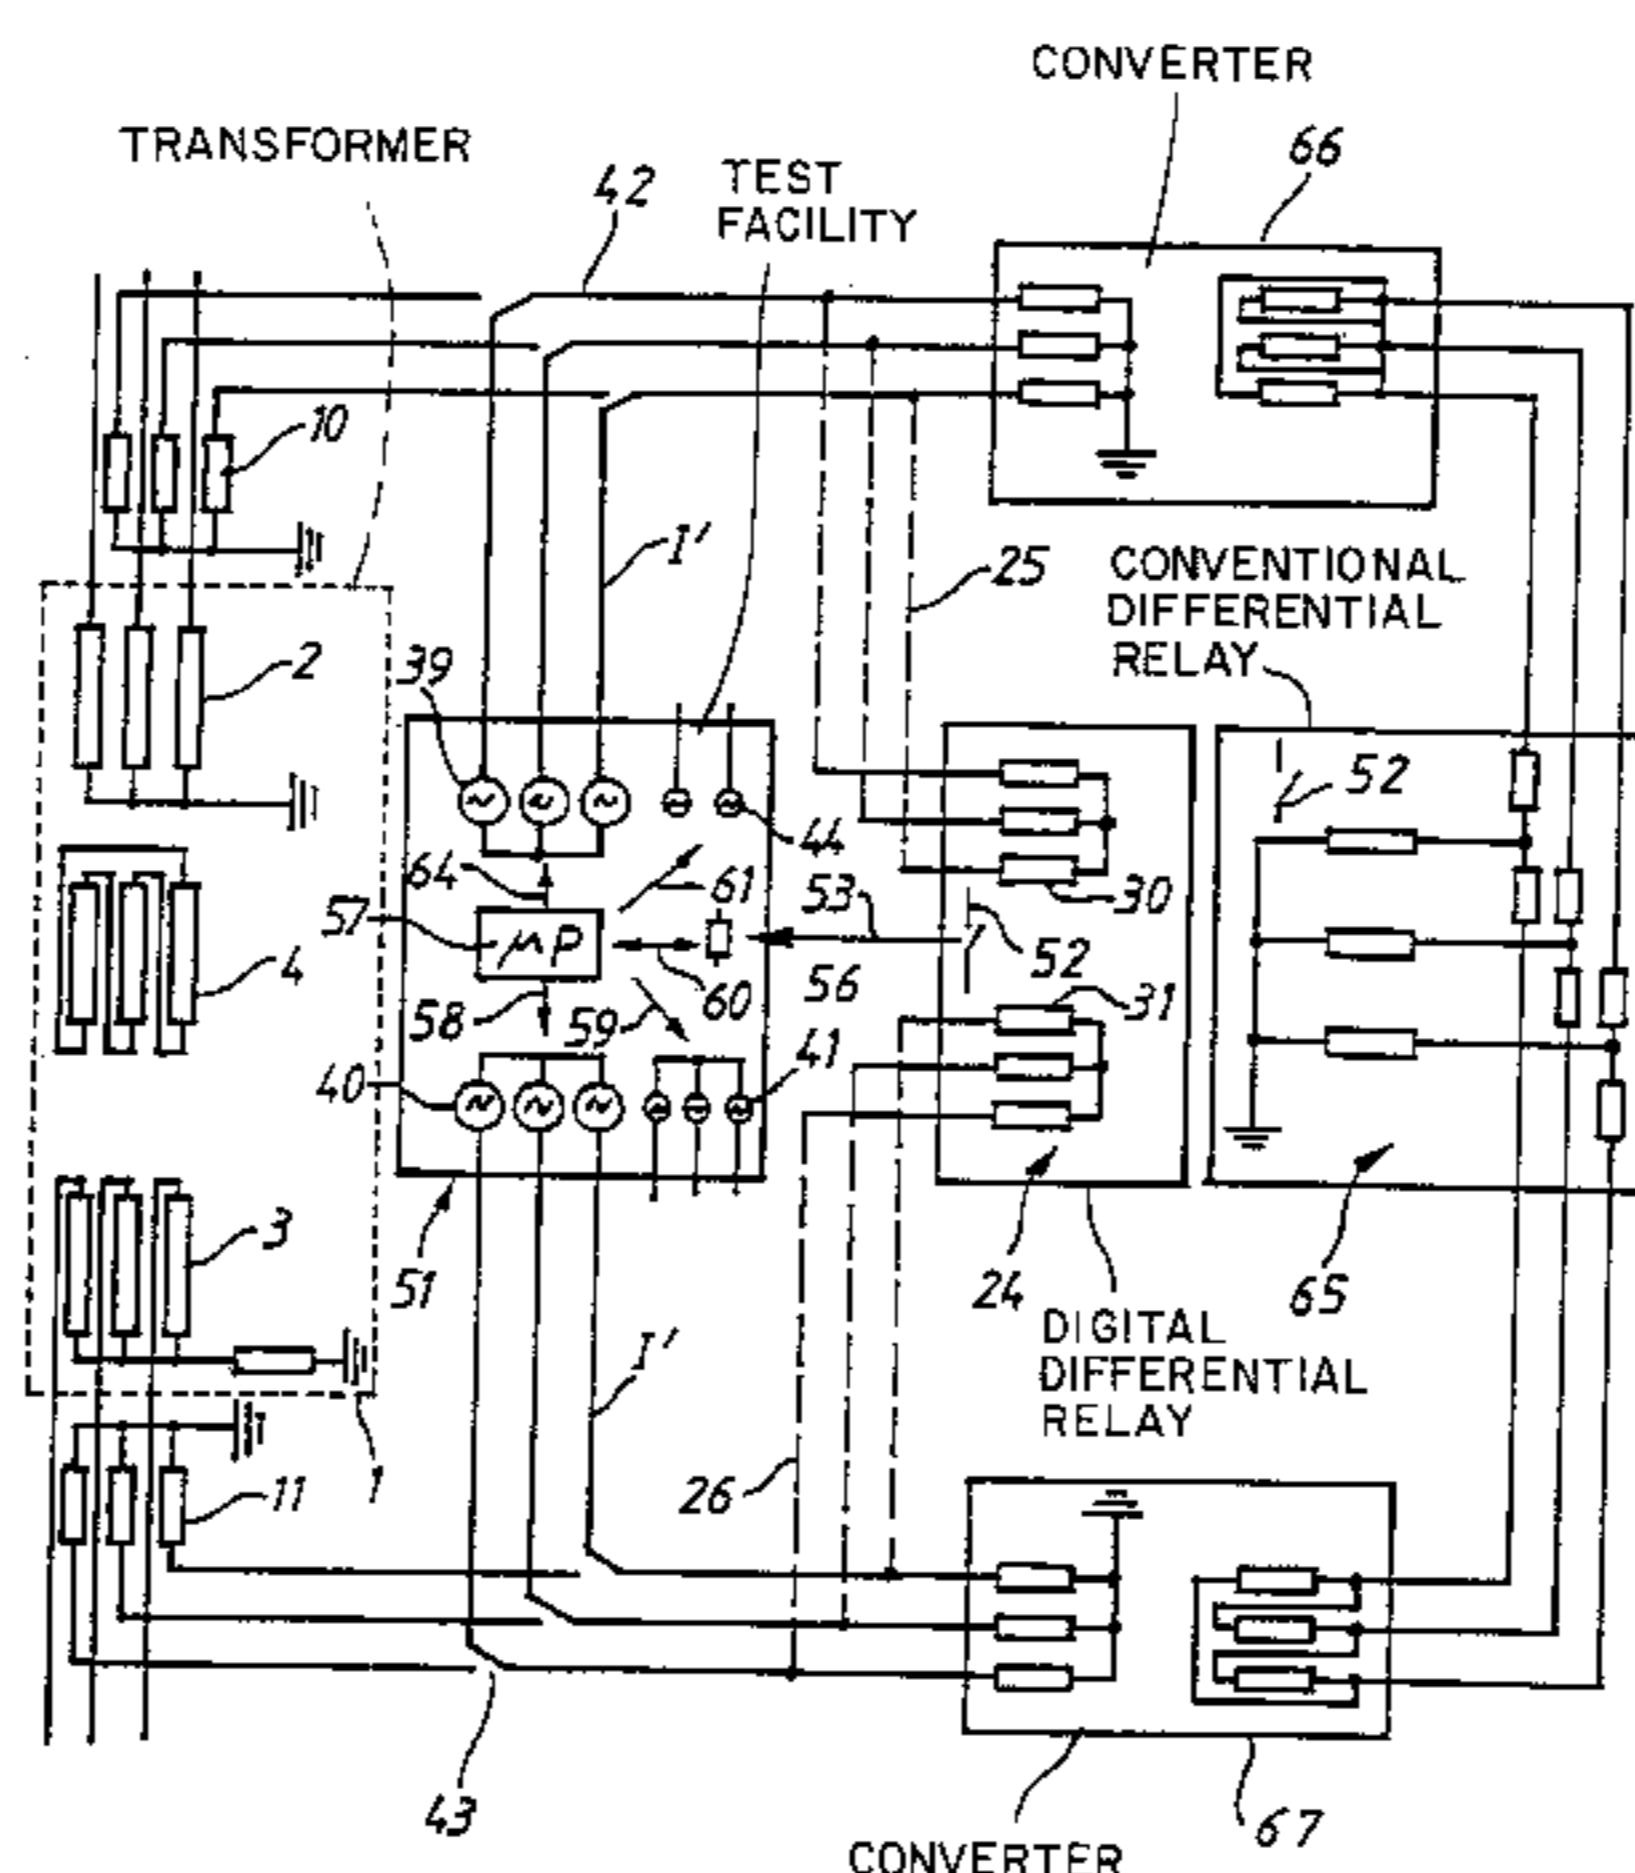 CONVERTER
TRANSFORMER
66
42
TEST
FACILITY
10
I'
25
CONVENTIONAL
DIFFERENTIAL
RELAY
2
39
52
44
64
61
53
30
57
μP
4
52
56
58
59
60
31
40
41
3
51
24
65
I'
DIGITAL
DIFFERENTIAL
RELAY
26
11
1
43
67
CONVERTER